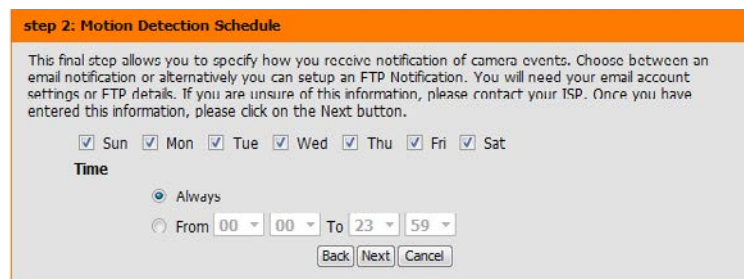 step 2: Motion Detection Schedule
This final step allows you to specify how you receive notification of camera events. Choose between an
email notification or alternatively you can setup an FTP Notification. You will need your email account
settings or FTP details. If you are unsure of this information, please contact your ISP. Once you have
entered this information, please click on the Next button.
Sun Mon Tue Wed Thu Fri Sat
Time
Always
From 00 00 To 23 59
Back Next Cancel